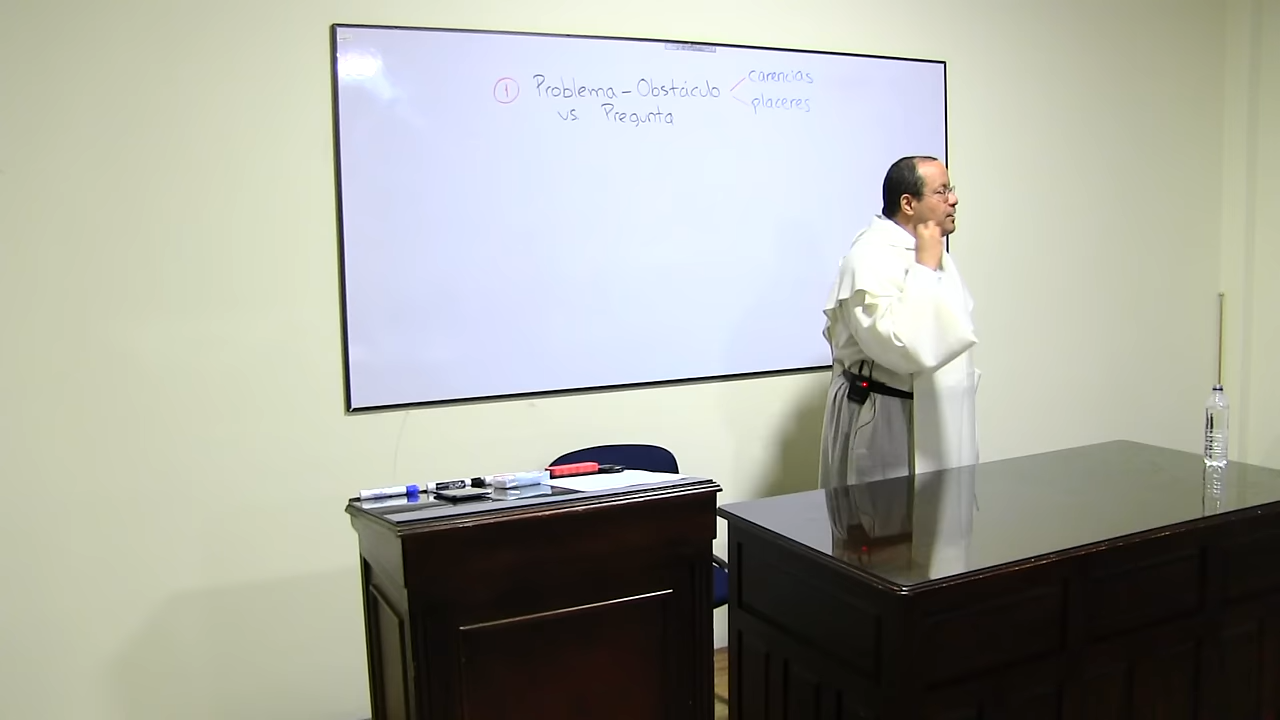 ① Problema - Obstáculo carencias
placeres
vs. Pregunta